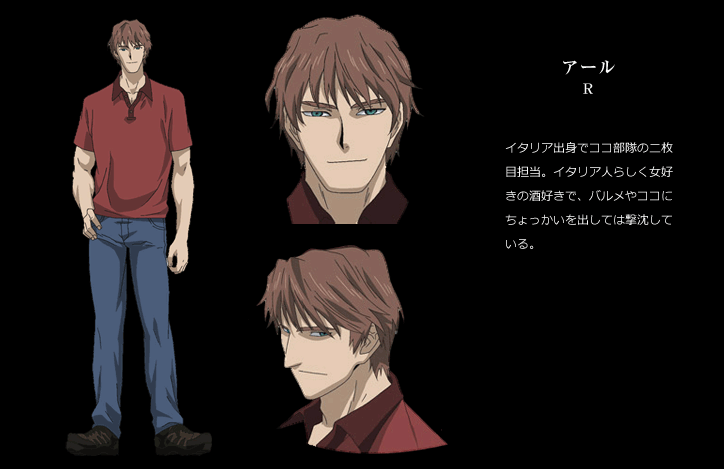 アール
R
イタリア出身でココ部隊の二枚
目担当。イタリア人らしく女好
きの酒好きで、バルメやココに
ちょっかいを出しては撃沈して
いる。